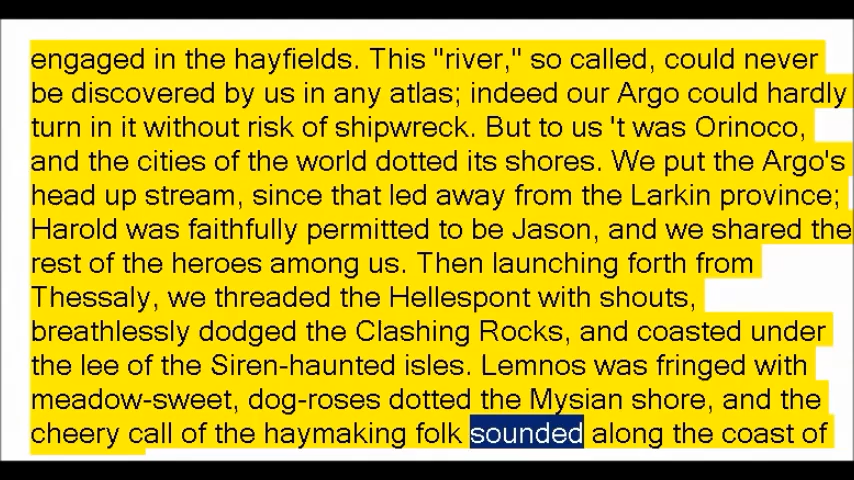 engaged in the hayfields. This "river," so called, could never
be discovered by us in any atlas; indeed our Argo could hardly
turn in it without risk of shipwreck. But to us 't was Orinoco,
and the cities of the world dotted its shores. We put the Argo's
head up stream, since that led away from the Larkin province;
Harold was faithfully permitted to be Jason, and we shared the
rest of the heroes among us. Then launching forth from
Thessaly, we threaded the Hellespont with shouts,
breathlessly dodged the Clashing Rocks, and coasted under
the lee of the Siren-haunted isles. Lemnos was fringed with
meadow-sweet, dog-roses dotted the Mysian shore, and the
cheery call of the haymaking folk sounded along the coast of